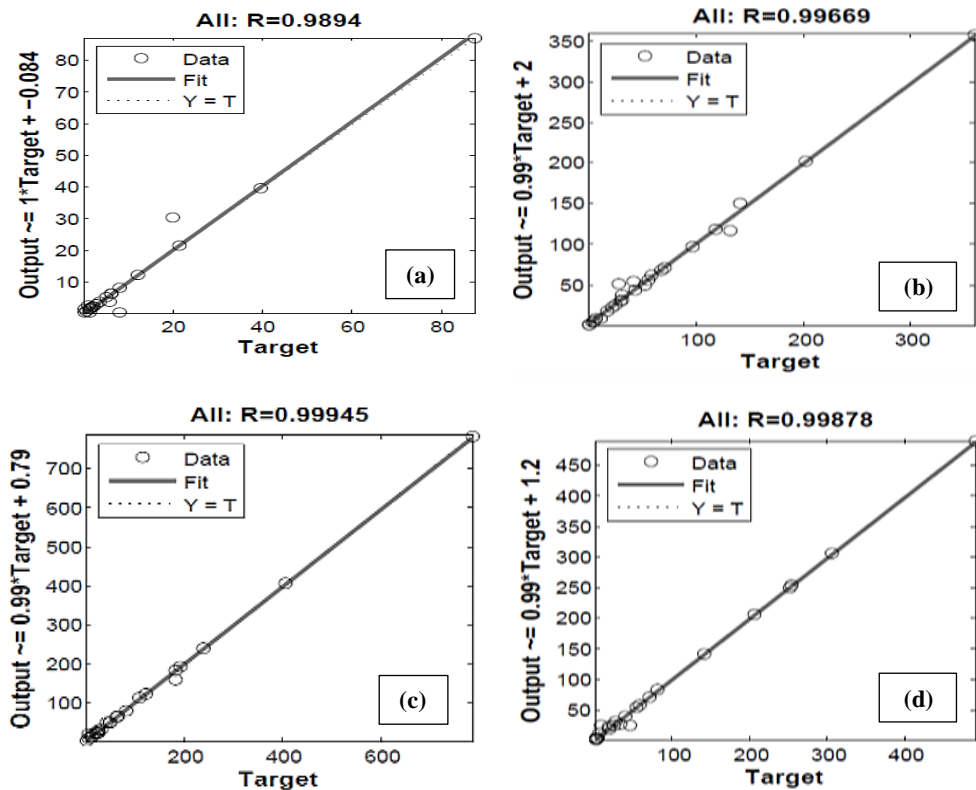 All: R=0.9894
Output ~= 1*Target + -0.084
80
70
60
50
40
30
20
10
Data
Fit
Y = T
(a)
20
40
60
80
Target
All: R=0.99669
Output ~= 0.99*Target + 2
350
300
250
200
150
100
50
Data
Fit
Y = T
(b)
100
200
300
Target
All: R=0.99945
Output ~= 0.99*Target + 0.79
700
600
500
400
300
200
100
Data
Fit
Y = T
(c)
200
400
600
Target
All: R=0.99878
Output ~= 0.99*Target + 1.2
450
400
350
300
250
200
150
100
50
Data
Fit
Y = T
(d)
100
200
300
400
Target